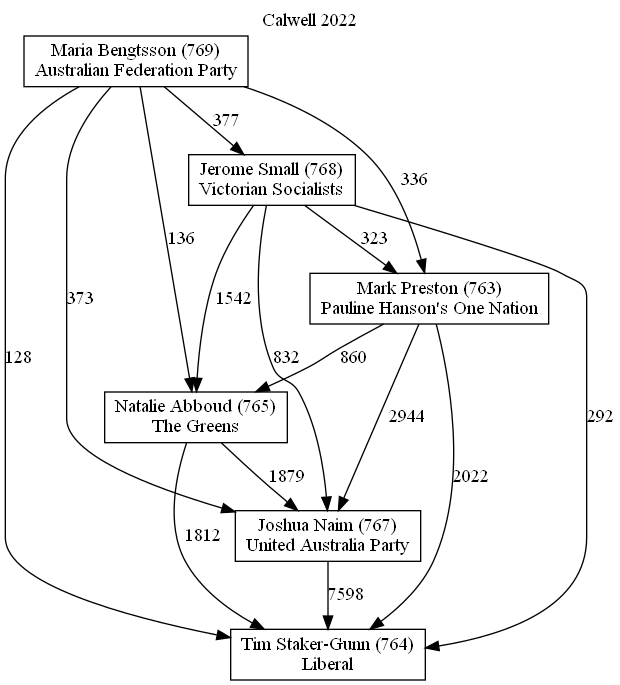 Calwell 2022
Maria Bengtsson (769)
Australian Federation Party
377
Jerome Small (768)
Victorian Socialists
336
136
323
Mark Preston (763)
Pauline Hanson's One Nation
373
1542
128
832
860
2944
292
Natalie Abboud (765)
The Greens
1879
2022
1812
Joshua Naim (767)
United Australia Party
7598
Tim Staker-Gunn (764)
Liberal